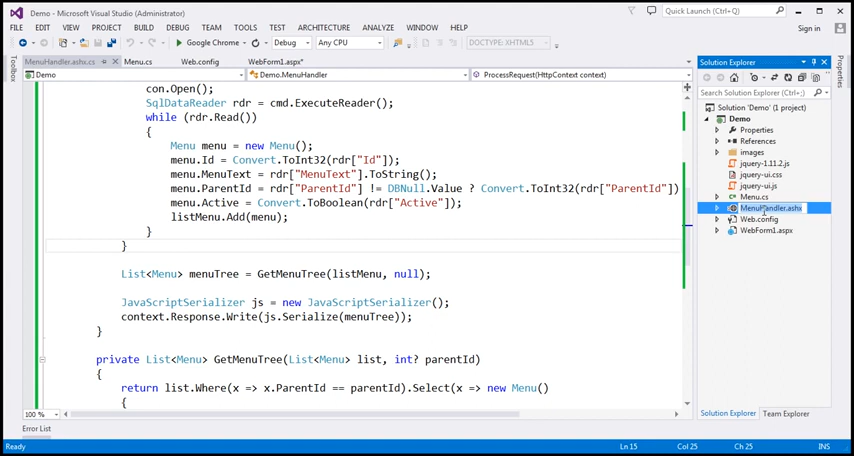 Demo - Microsoft Visual Studio (Administrator)
Quick Launch (Ctrl+Q)
FILE EDIT VIEW PROJECT BUILD DEBUG TEAM TOOLS TEST ARCHITECTURE ANALYZE WINDOW HELP
Sign in
Google Chrome Debug Any CPU DOCTYPE: XHTML5
Toolbox
MenuHandler.ashx.cs Web.config WebForm1.aspx*
Demo Demo.MenuHandler ProcessRequest(HttpContext context)
con.Open();
SqlDataReader rdr = cmd.ExecuteReader();
while (rdr.Read())
{
Menu menu = new Menu();
menu.Id = Convert.ToInt32(rdr["Id"]);
menu.MenuText = rdr["MenuText"].ToString();
menu.ParentId = rdr["ParentId"] != DBNull.Value ? Convert.ToInt32(rdr["ParentId"])
menu.Active = Convert.ToBoolean(rdr["Active"]);
listMenu.Add(menu);
}
}
List<Menu> menuTree = GetMenuTree(listMenu, null);
JavaScriptSerializer js = new JavaScriptSerializer();
context.Response.Write(js.Serialize(menuTree));
}
private List<Menu> GetMenuTree(List<Menu> list, int? parentId)
{
return list.Where(x => x.ParentId == parentId).Select(x => new Menu()
{
100 %
Solution Explorer
Search Solution Explorer (Ctrl+;)
Solution 'Demo' (1 project)
Demo
Properties
References
images
jquery-1.11.2.js
jquery-ui.css
jquery-ui.js
Menu.cs
MenuHandler.ashx
Web.config
WebForm1.aspx
Solution Explorer Team Explorer
Properties
Error List
Ready Ln 15 Col 25 Ch 25 INS